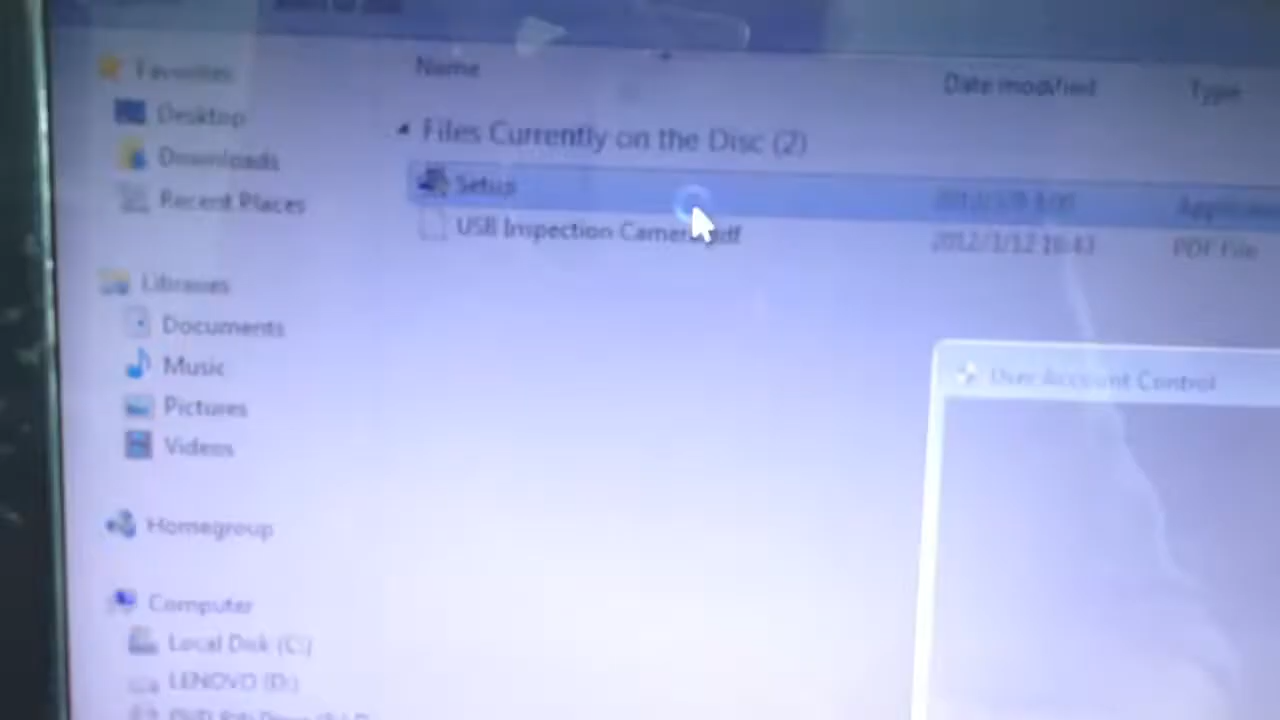 Favorites
Desktop
Downloads
Recent Places
Libraries
Documents
Music
Pictures
Videos
Homegroup
Computer
Local Disk (C:)
LENOVO (D:)
Name
Date modified
Type
Files Currently on the Disc (2)
Setup
USB Inspection Camera.pdf
2012/1/12 16:43
PDF File
User Account Control